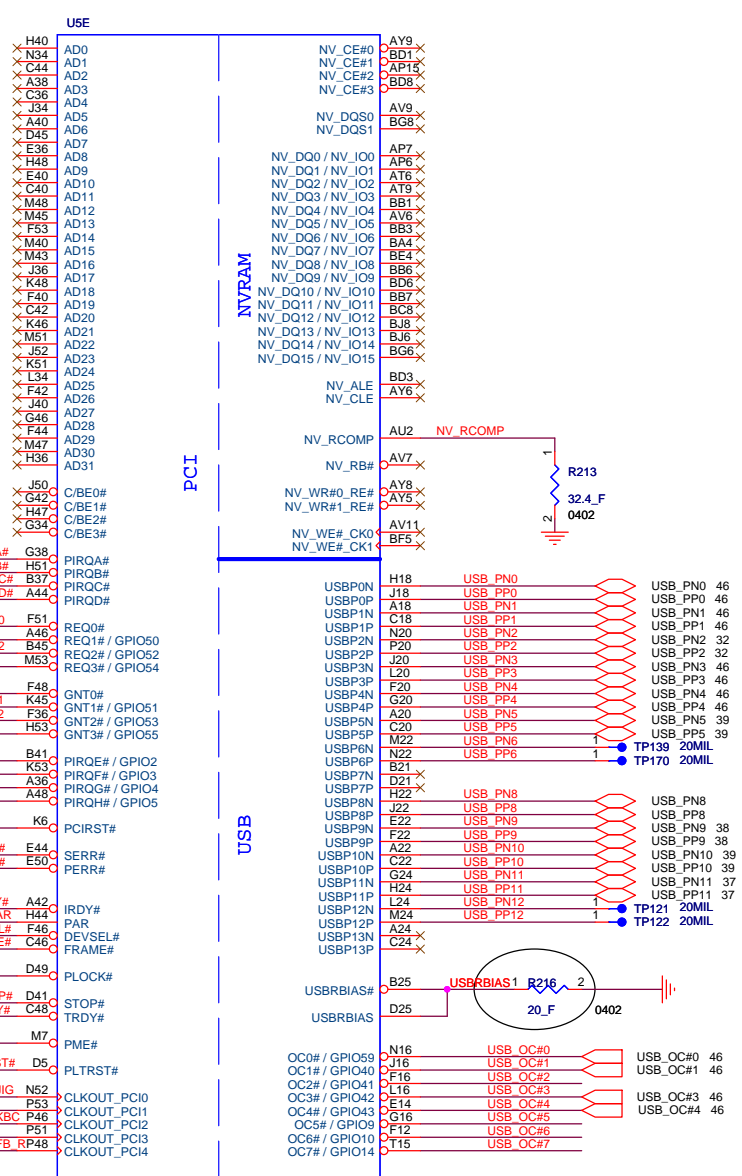 U5E
H40 AD0
N34 AD1
C44 AD2
A38 AD3
C36 AD4
J34 AD5
A40 AD6
D45 AD7
E36 AD8
H48 AD9
E40 AD10
C40 AD11
M48 AD12
M45 AD13
F53 AD14
M40 AD15
M43 AD16
J36 AD17
K48 AD18
F40 AD19
C42 AD20
K46 AD21
M51 AD22
J52 AD23
K51 AD24
L34 AD25
F42 AD26
J40 AD27
G46 AD28
F44 AD29
M47 AD30
H36 AD31
J50 C/BE0#
G42 C/BE1#
H47 C/BE2#
G34 C/BE3#
G38 PIRQA#
H51 PIRQB#
C# B37 PIRQC#
D# A44 PIRQD#
F51 REQ0#
A46 REQ1# / GPIO50
B45 REQ2# / GPIO52
M53 REQ3# / GPIO54
F48 GNT0#
K45 GNT1# / GPIO51
F36 GNT2# / GPIO53
H53 GNT3# / GPIO55
B41 PIRQE# / GPIO2
K53 PIRQF# / GPIO3
A36 PIRQG# / GPIO4
A48 PIRQH# / GPIO5
K6 PCIRST#
E44 SERR#
E50 PERR#
A42 IRDY#
AR H44 PAR
L# F46 DEVSEL#
E# C46 FRAME#
D49 PLOCK#
P# D41 STOP#
C48 TRDY#
M7 PME#
ST# D5 PLTRST#
JIG N52 CLKOUT_PCI0
P53 CLKOUT_PCI1
KBC P46 CLKOUT_PCI2
P51 CLKOUT_PCI3
FB_R P48 CLKOUT_PCI4
PCI
NVRAM
USB
NV_CE#0 AY9
NV_CE#1 BD1
NV_CE#2 AP15
NV_CE#3 BD8
NV_DQS0 AV9
NV_DQS1 BG8
NV_DQ0 / NV_IO0 AP7
NV_DQ1 / NV_IO1 AP6
NV_DQ2 / NV_IO2 AT6
NV_DQ3 / NV_IO3 AT9
NV_DQ4 / NV_IO4 BB1
NV_DQ5 / NV_IO5 AV6
NV_DQ6 / NV_IO6 BB3
NV_DQ7 / NV_IO7 BA4
NV_DQ8 / NV_IO8 BE4
NV_DQ9 / NV_IO9 BB6
NV_DQ10 / NV_IO10 BD6
NV_DQ11 / NV_IO11 BB7
NV_DQ12 / NV_IO12 BC8
NV_DQ13 / NV_IO13 BJ8
NV_DQ14 / NV_IO14 BJ6
NV_DQ15 / NV_IO15 BG6
NV_ALE BD3
NV_CLE AY6
NV_RCOMP AU2 NV_RCOMP
NV_RB# AV7
NV_WR#0_RE# AY8
NV_WR#1_RE# AY5
NV_WE#_CK0 AV11
NV_WE#_CK1 BF5
1
R213
32.4_F
2 0402
USBP0N H18 USB_PN0 USB_PN0 46
USBP0P J18 USB_PP0 USB_PP0 46
USBP1N A18 USB_PN1 USB_PN1 46
USBP1P C18 USB_PP1 USB_PP1 46
USBP2N N20 USB_PN2 USB_PN2 32
USBP2P P20 USB_PP2 USB_PP2 32
USBP3N J20 USB_PN3 USB_PN3 46
USBP3P L20 USB_PP3 USB_PP3 46
USBP4N F20 USB_PN4 USB_PN4 46
USBP4P G20 USB_PP4 USB_PP4 46
USBP5N A20 USB_PN5 USB_PN5 39
USBP5P C20 USB_PP5 USB_PP5 39
USBP6N M22 USB_PN6 1 TP139 20MIL
USBP6P N22 USB_PP6 1 TP170 20MIL
USBP7N B21
USBP7P D21
USBP8N H22 USB_PN8 USB_PN8
USBP8P J22 USB_PP8 USB_PP8
USBP9N E22 USB_PN9 USB_PN9 38
USBP9P F22 USB_PP9 USB_PP9 38
USBP10N A22 USB_PN10 USB_PN10 39
USBP10P C22 USB_PP10 USB_PP10 39
USBP11N G24 USB_PN11 USB_PN11 37
USBP11P H24 USB_PP11 USB_PP11 37
USBP12N L24 USB_PN12 1 TP121 20MIL
USBP12P M24 USB_PP12 1 TP122 20MIL
USBP13N A24
USBP13P C24
USBRBIAS# B25 USBRBIAS 1 R216 2
20_F 0402
USBRBIAS D25
OC0# / GPIO59 N16 USB_OC#0 USB_OC#0 46
OC1# / GPIO40 J16 USB_OC#1 USB_OC#1 46
OC2# / GPIO41 F16 USB_OC#2
OC3# / GPIO42 L16 USB_OC#3 USB_OC#3 46
OC4# / GPIO43 E14 USB_OC#4 USB_OC#4 46
OC5# / GPIO9 G16 USB_OC#5
OC6# / GPIO10 F12 USB_OC#6
OC7# / GPIO14 T15 USB_OC#7